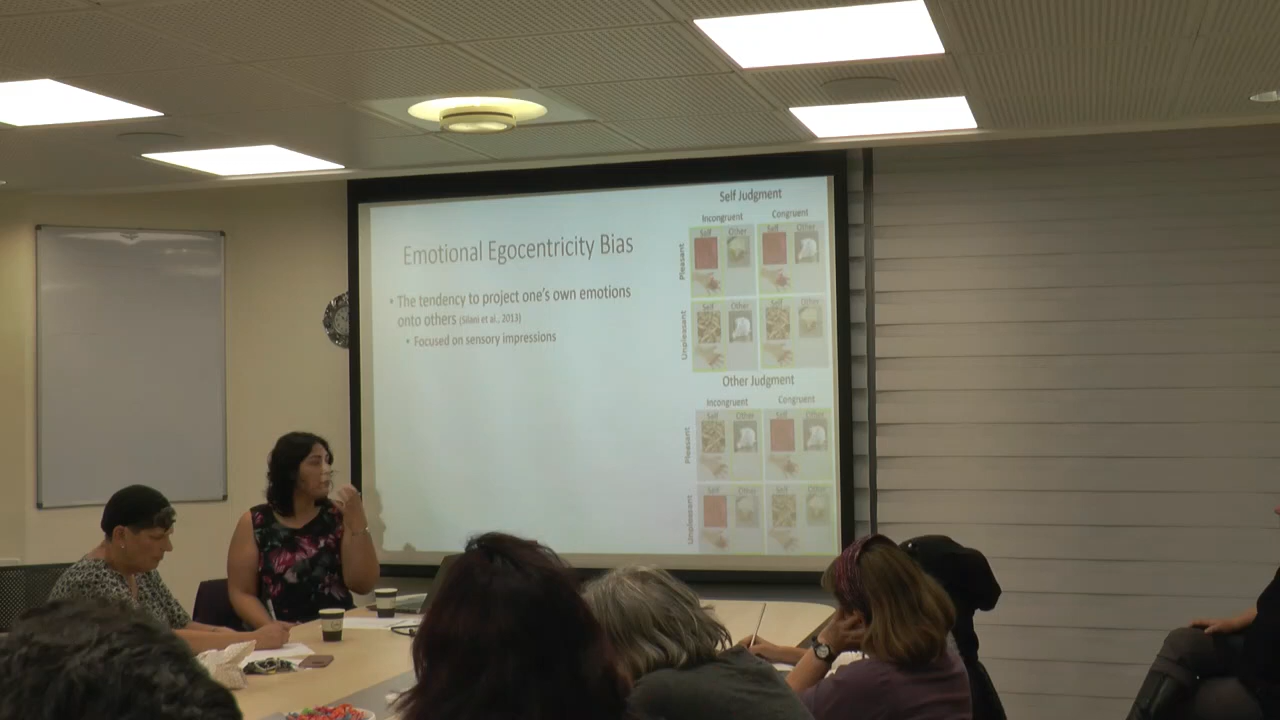 Emotional Egocentricity Bias
• The tendency to project one's own emotions
onto others (Silani et al., 2013)
• Focused on sensory impressions
Self Judgment
Incongruent Congruent
Pleasant
Self Other Self Other
Unpleasant
Self Other Self Other
Other Judgment
Incongruent Congruent
Pleasant
Self Other Self Other
Unpleasant
Self Other Self Other